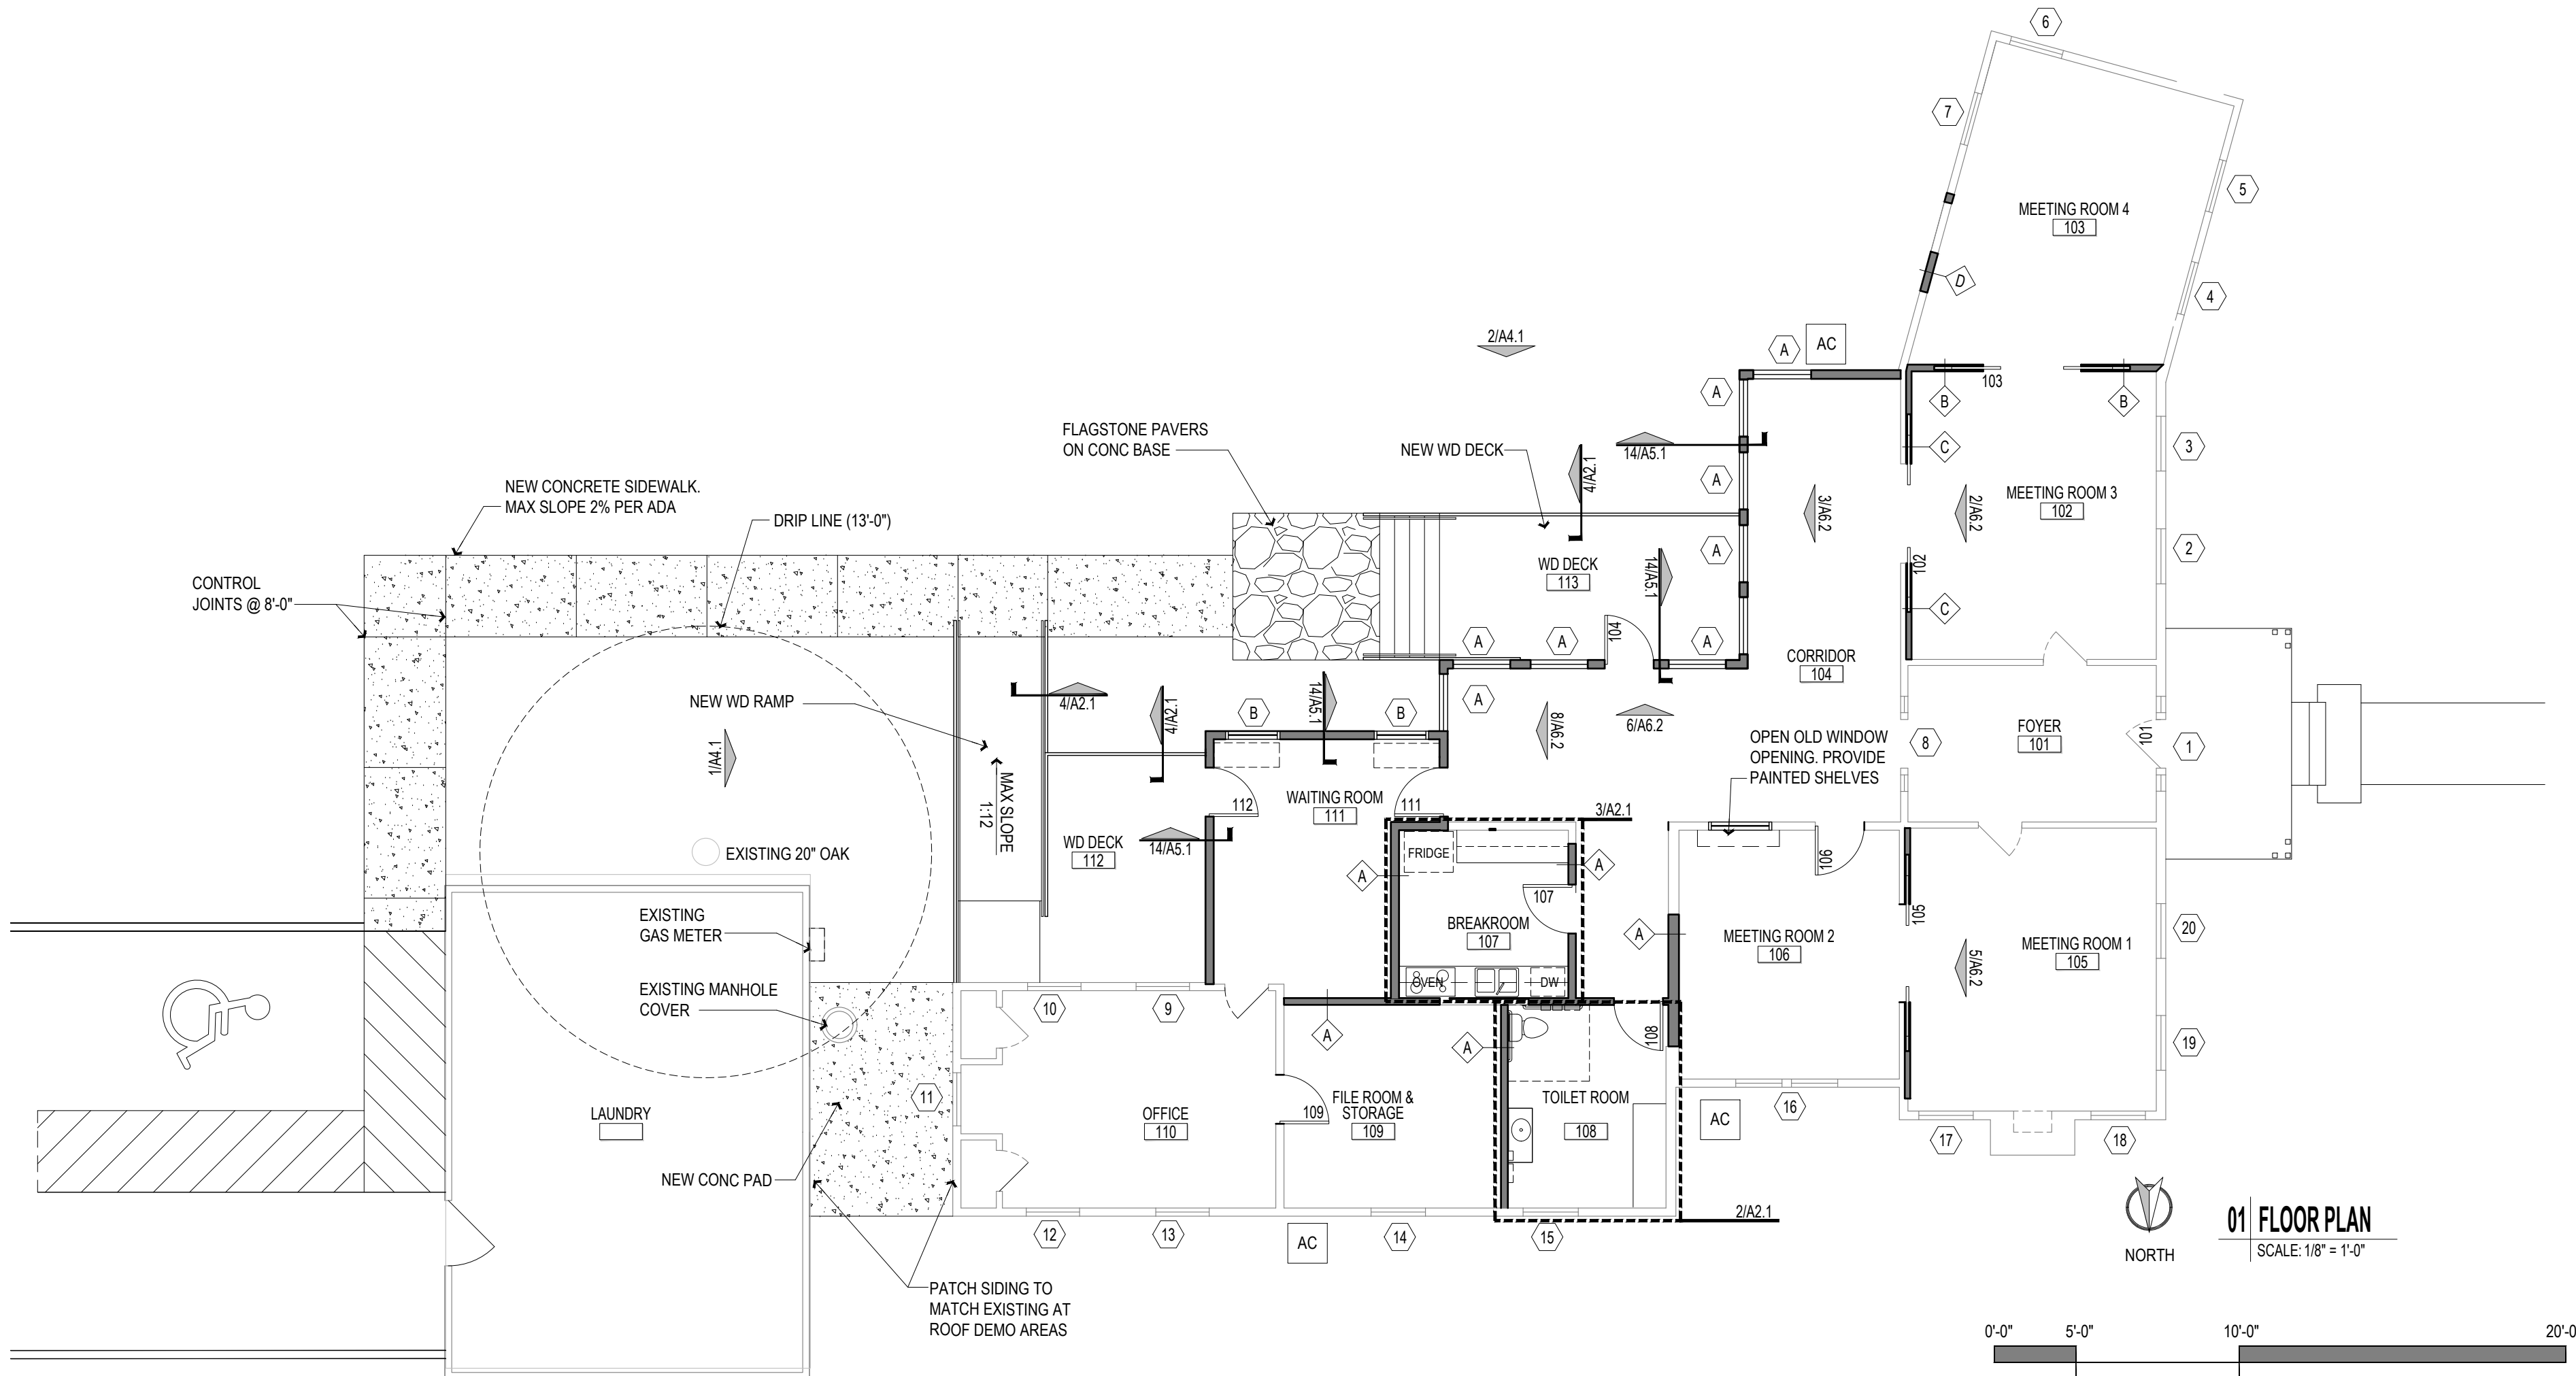 6
7
5
MEETING ROOM 4
103
4
D
2/A4.1
A
AC
A
103
B
B
FLAGSTONE PAVERS
ON CONC BASE
NEW WD DECK
4/A2.1
14/A5.1
C
3
A
NEW CONCRETE SIDEWALK.
MAX SLOPE 2% PER ADA
DRIP LINE (13'-0")
3/A6.2
2/A6.2
MEETING ROOM 3
102
2
A
WD DECK
113
14/A5.1
102
CONTROL
JOINTS @ 8'-0"
C
A
A
104
A
CORRIDOR
104
NEW WD RAMP
4/A2.1
4/A2.1
14/A5.1
B
B
A
8/A6.2
6/A6.2
OPEN OLD WINDOW
OPENING. PROVIDE
PAINTED SHELVES
8
FOYER
101
101
1
1/A4.1
MAX SLOPE
1:12
WAITING ROOM
111
112
111
3/A2.1
WD DECK
112
14/A5.1
EXISTING 20" OAK
FRIDGE
A
A
106
107
EXISTING
GAS METER
BREAKROOM
107
A
MEETING ROOM 2
106
105
MEETING ROOM 1
105
20
5/A6.2
EXISTING MANHOLE
COVER
OVEN
DW
10
9
A
A
108
19
LAUNDRY
11
OFFICE
110
109
FILE ROOM &
STORAGE
109
TOILET ROOM
108
AC
16
17
18
NEW CONC PAD
12
13
AC
14
15
2/A2.1
NORTH
01 FLOOR PLAN
SCALE: 1/8" = 1'-0"
PATCH SIDING TO
MATCH EXISTING AT
ROOF DEMO AREAS
0'-0" 5'-0" 10'-0" 20'-0